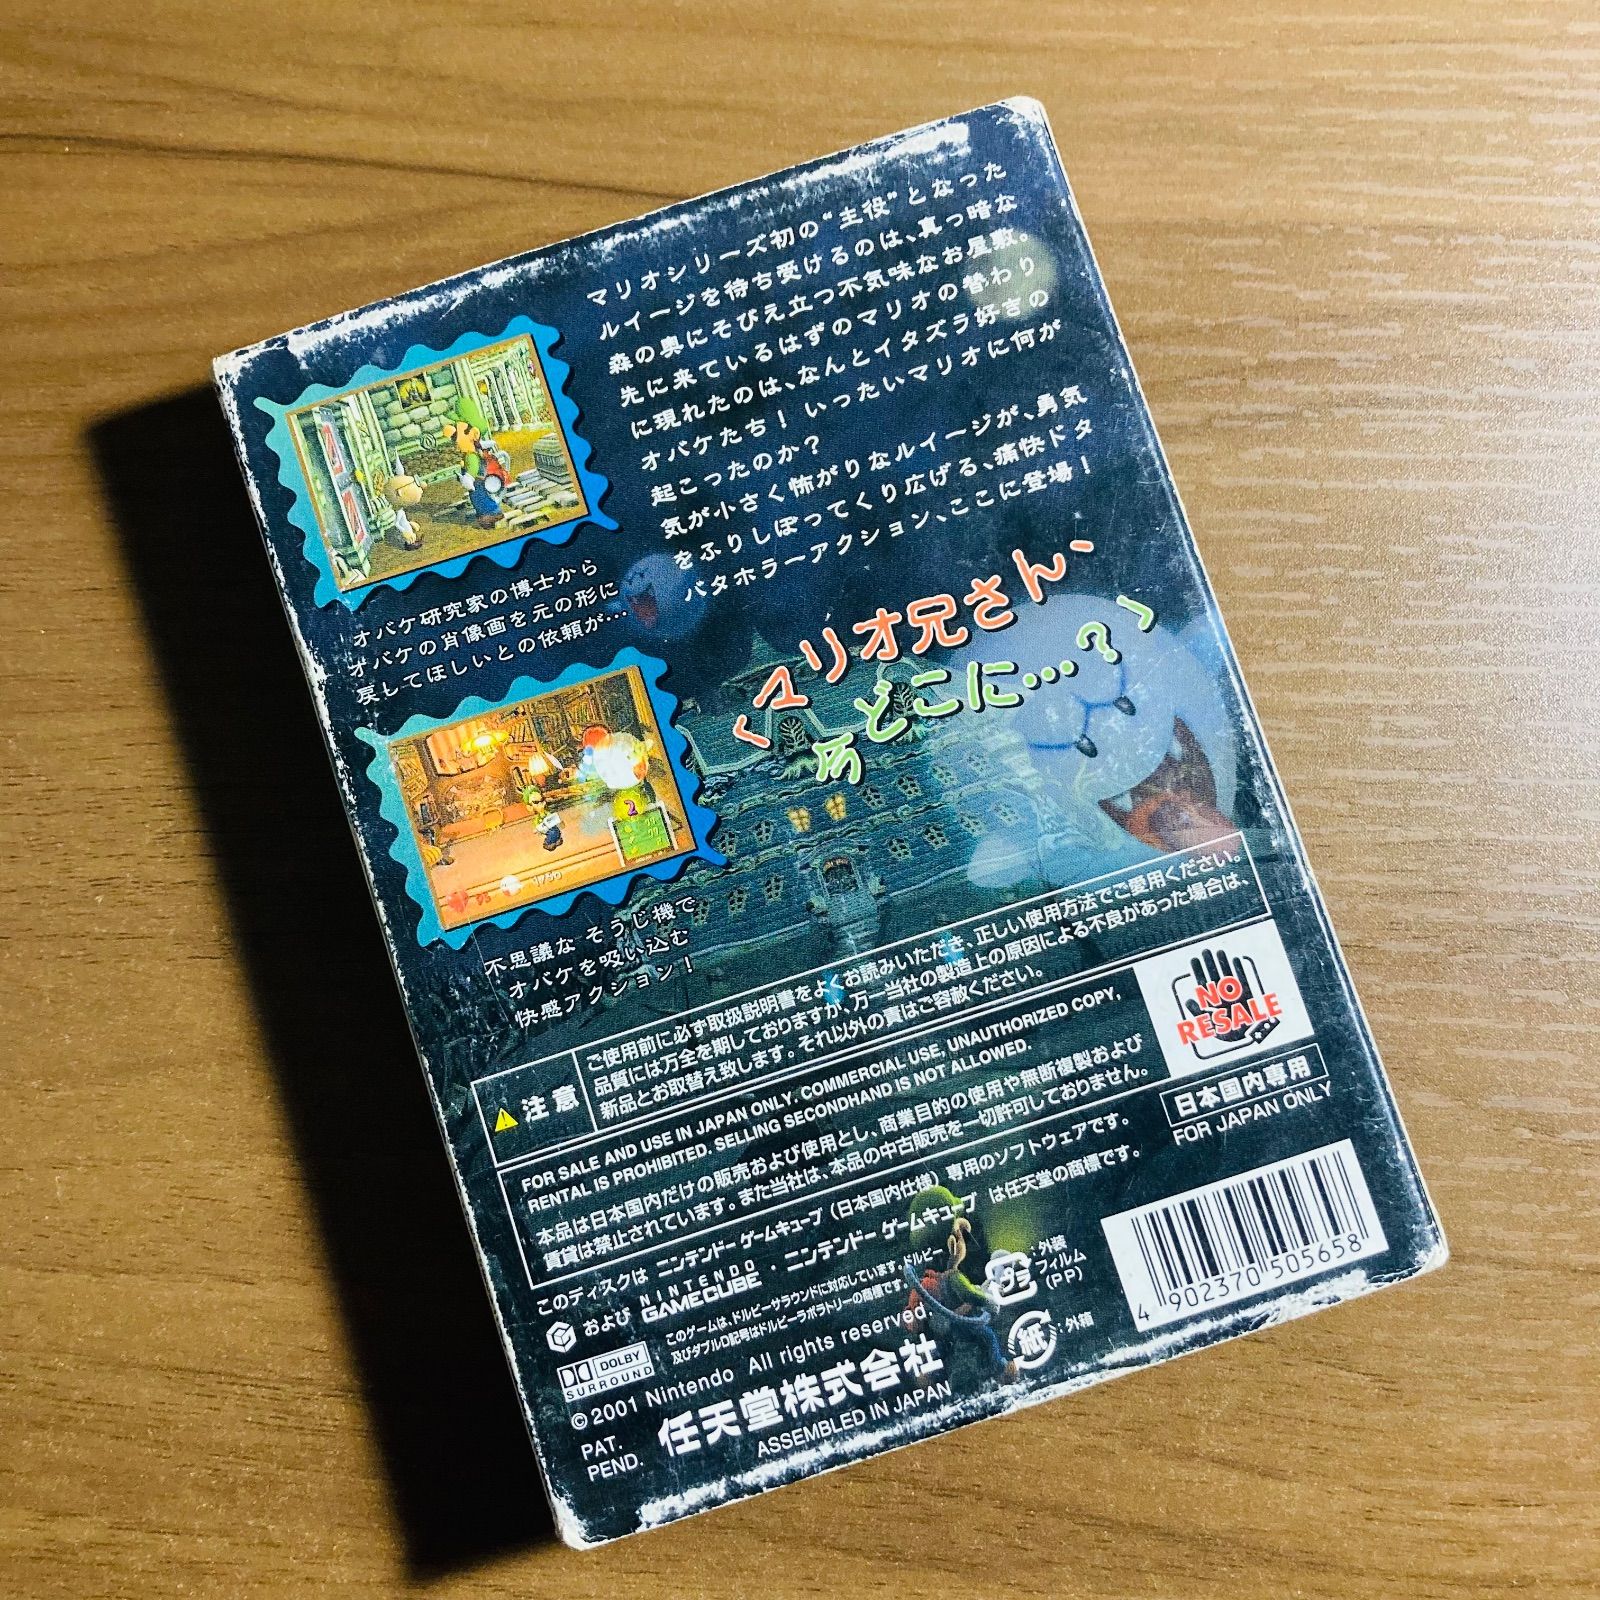 マリオシリーズ初の“主役”となった
ルイージを待ち受けるのは、真っ暗な
森の奥にそびえ立つ不気味なお屋敷。
先に来ているはずのマリオの替わり
に現れたのは、なんとイタズラ好きの
オバケたち！いったいマリオに何が
起こったのか？
気が小さく怖がりなルイージが、勇気
をふりしぼってくり広げる、痛快ドタ
バタホラーアクション、ここに登場！
オバケ研究家の博士から
オバケの肖像画を元の形に
戻してほしいとの依頼が…
マリオ兄さん、
どこに…？
不思議な そうじ機で
オバケを吸い込む
快感アクション！
注意
ご使用前に必ず取扱説明書をよくお読みいただき、正しい使用方法でご愛用ください。
品質には万全を期しておりますが、万一当社の製造上の原因による不良があった場合は、
新品とお取替え致します。それ以外の責はご容赦ください。
FOR SALE AND USE IN JAPAN ONLY. COMMERCIAL USE, UNAUTHORIZED COPY,
RENTAL IS PROHIBITED. SELLING SECONDHAND IS NOT ALLOWED.
本品は日本国内だけの販売および使用とし、商業目的の使用や無断複製および
賃貸は禁止されています。また当社は、本品の中古販売を一切許可しておりません。
NO
RESALE
日本国内専用
FOR JAPAN ONLY
このディスクは ニンテンドー ゲームキューブ（日本国内仕様）専用のソフトウェアです。
および NINTENDO GAMECUBE ・ニンテンドー ゲームキューブ は任天堂の商標です。
このゲームは、ドルビーサラウンドに対応しています。ドルビー
及びダブルD記号はドルビーラボラトリーの商標です。
DOLBY
SURROUND
©2001 Nintendo All rights reserved.
PAT.
PEND.
任天堂株式会社
ASSEMBLED IN JAPAN
プラ
:外装
フィルム
(PP)
紙
:外箱
4 902370 505658